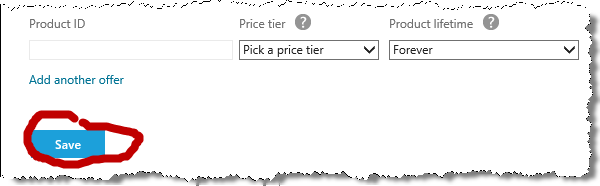 Product ID Price tier ? Product lifetime ?
Pick a price tier Forever
Add another offer
Save